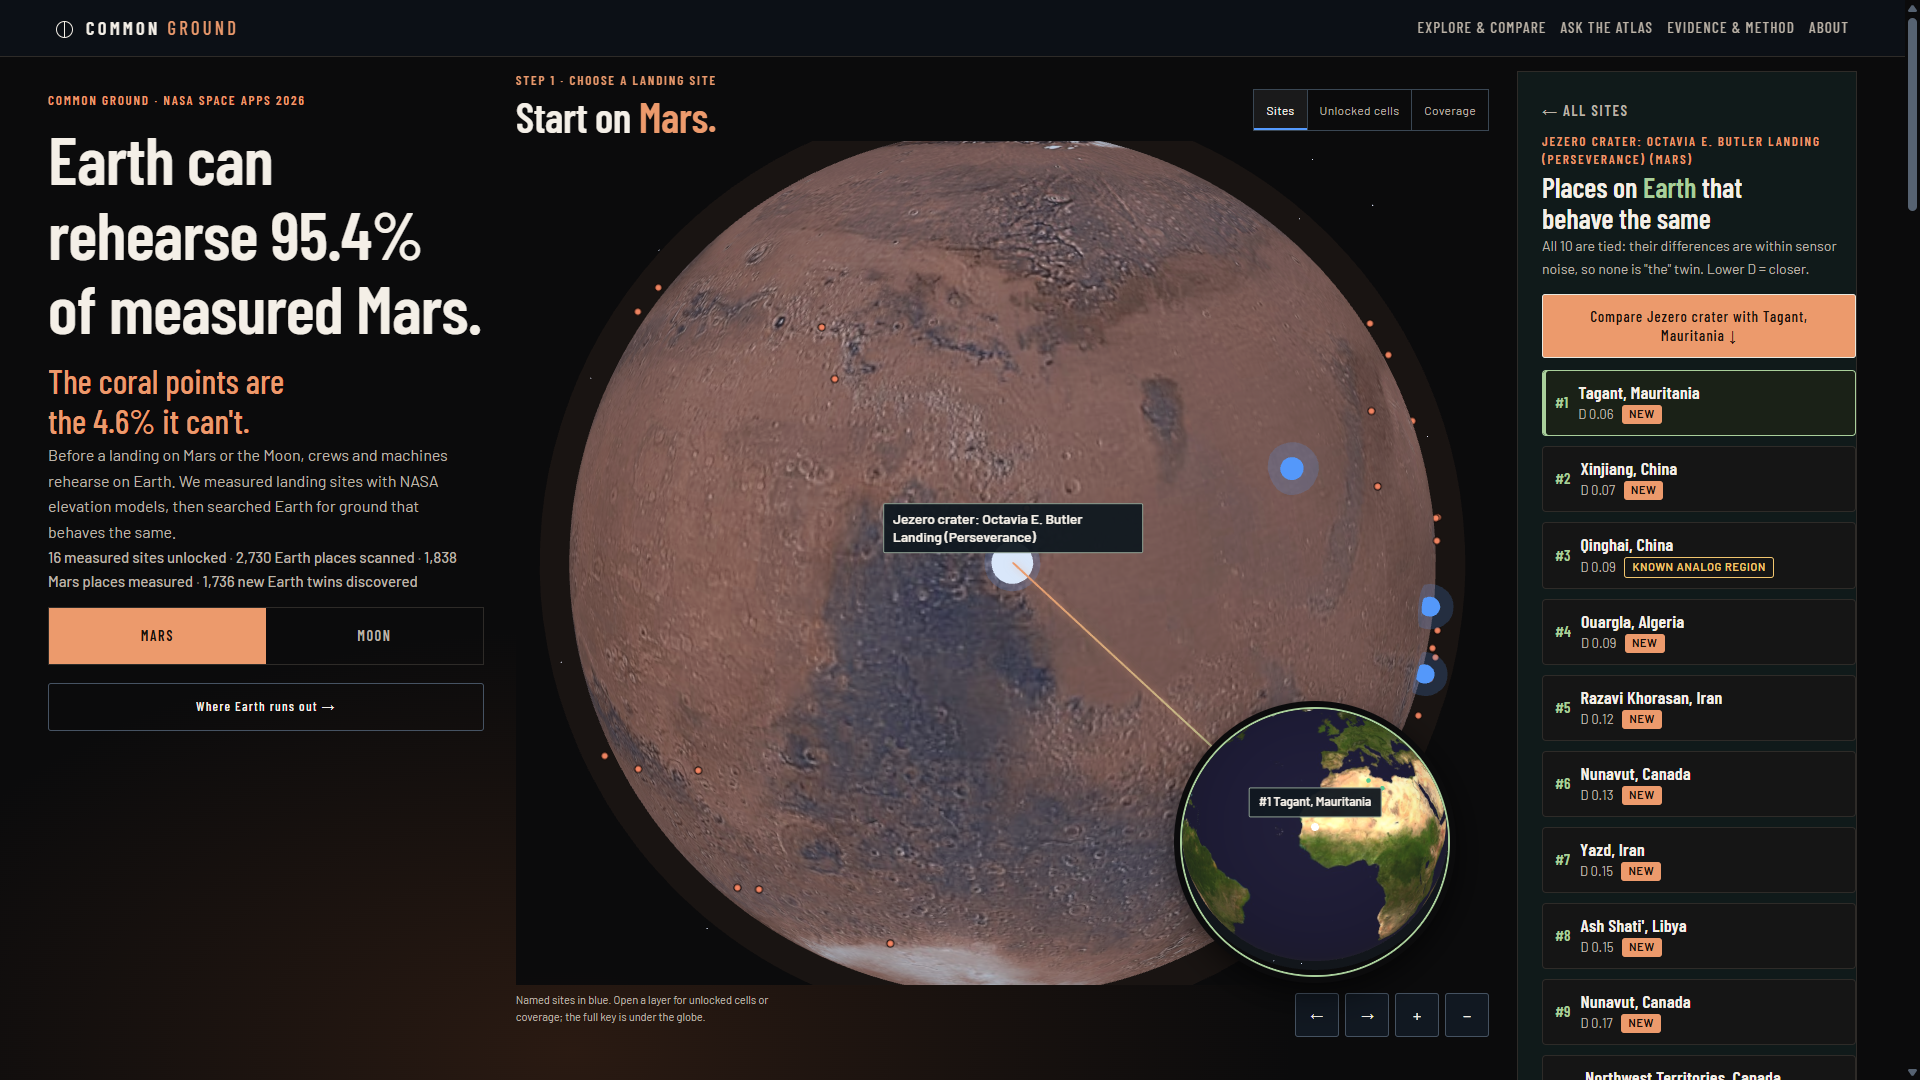 COMMON GROUND
EXPLORE & COMPARE
ASK THE ATLAS
EVIDENCE & METHOD
ABOUT
COMMON GROUND · NASA SPACE APPS 2026
Earth can
rehearse 95.4%
of measured Mars.
The coral points are
the 4.6% it can't.
Before a landing on Mars or the Moon, crews and machines
rehearse on Earth. We measured landing sites with NASA
elevation models, then searched Earth for ground that
behaves the same.
16 measured sites unlocked · 2,730 Earth places scanned · 1,838
Mars places measured · 1,736 new Earth twins discovered
MARS
MOON
Where Earth runs out →
STEP 1 · CHOOSE A LANDING SITE
Start on Mars.
Sites
Unlocked cells
Coverage
Jezero crater: Octavia E. Butler
Landing (Perseverance)
#1 Tagant, Mauritania
Named sites in blue. Open a layer for unlocked cells or
coverage; the full key is under the globe.
←
→
+
−
← ALL SITES
JEZERO CRATER: OCTAVIA E. BUTLER LANDING
(PERSEVERANCE) (MARS)
Places on Earth that
behave the same
All 10 are tied: their differences are within sensor
noise, so none is "the" twin. Lower D = closer.
Compare Jezero crater with Tagant,
Mauritania ↓
#1 Tagant, Mauritania
D 0.06 NEW
#2 Xinjiang, China
D 0.07 NEW
#3 Qinghai, China
D 0.09 KNOWN ANALOG REGION
#4 Ouargla, Algeria
D 0.09 NEW
#5 Razavi Khorasan, Iran
D 0.12 NEW
#6 Nunavut, Canada
D 0.13 NEW
#7 Yazd, Iran
D 0.15 NEW
#8 Ash Shati', Libya
D 0.15 NEW
#9 Nunavut, Canada
D 0.17 NEW
Northwest Territories, Canada